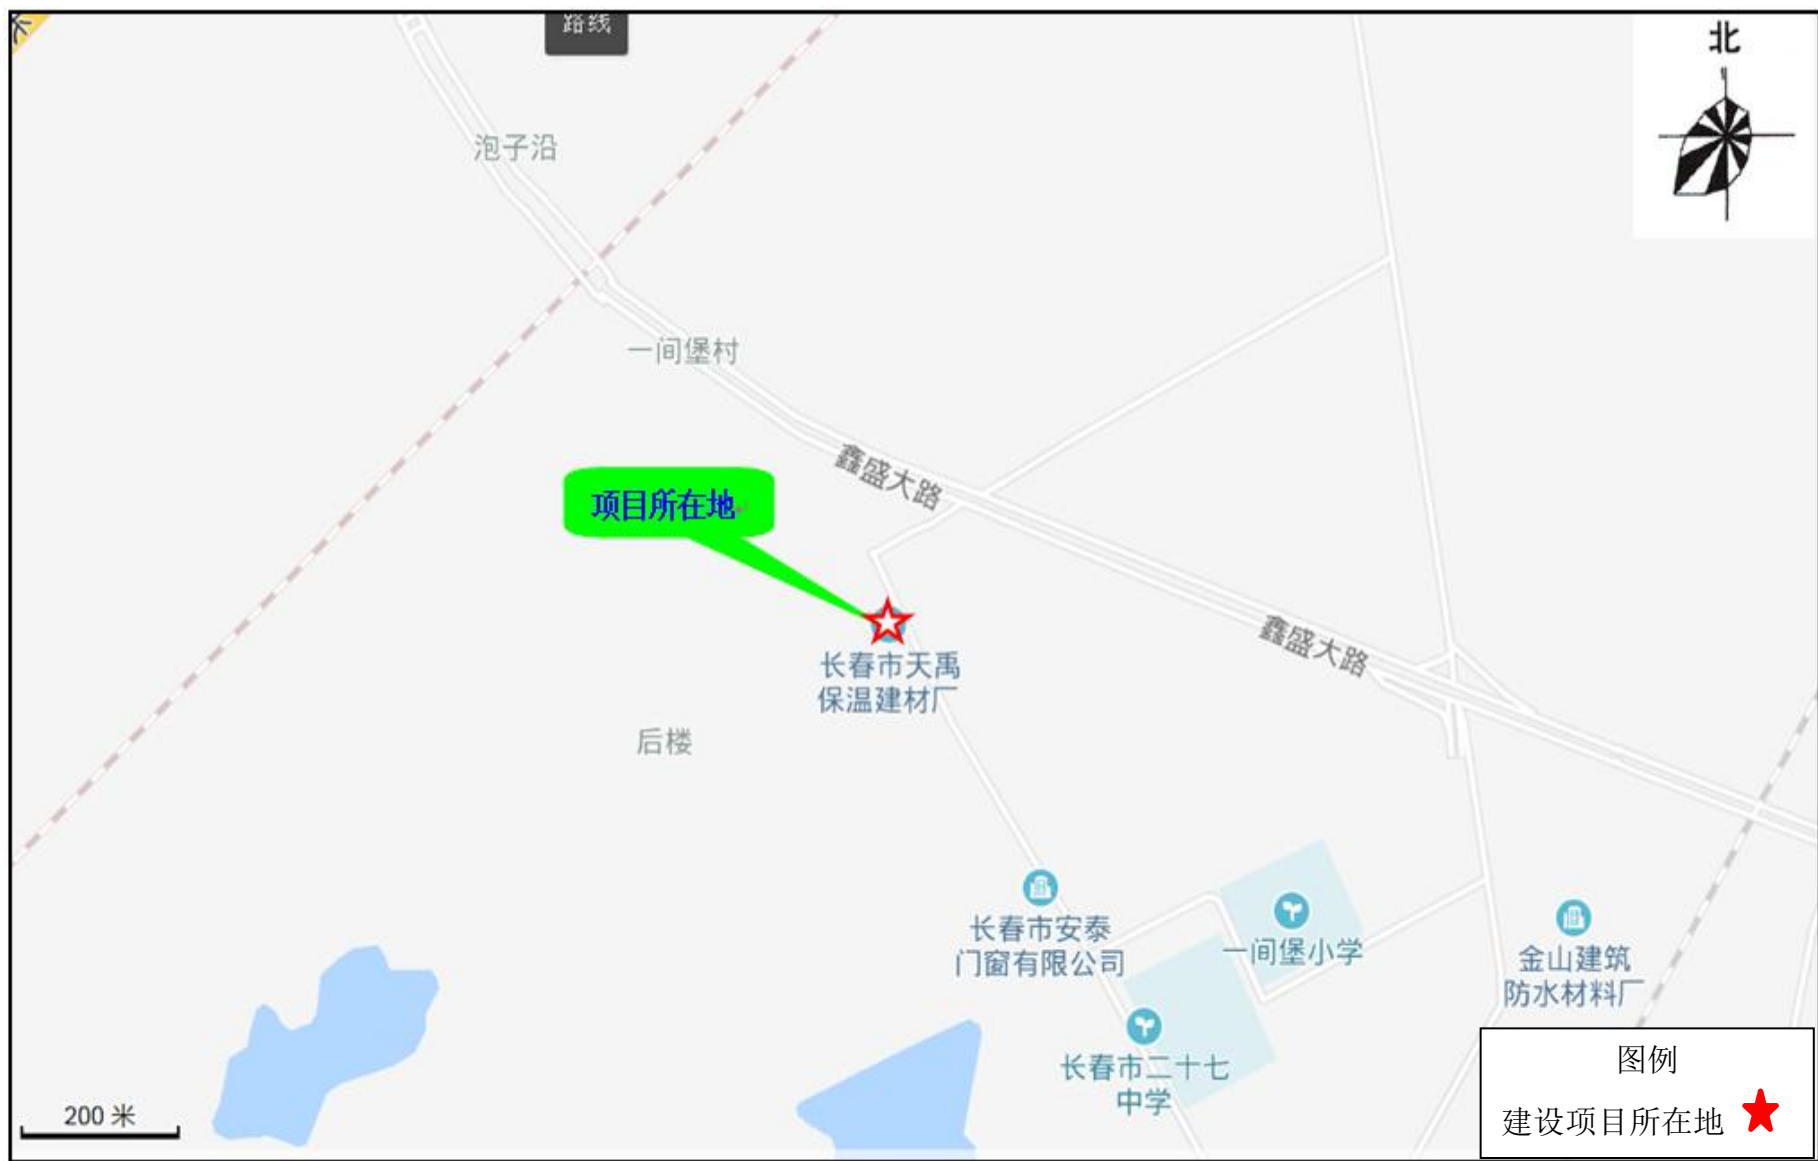 路线
北
泡子沿
一间堡村
鑫盛大路
项目所在地
鑫盛大路
长春市天禹
保温建材厂
后楼
长春市安泰
门窗有限公司
一间堡小学
金山建筑
防水材料厂
长春市二十七
中学
200 米
图例
建设项目所在地